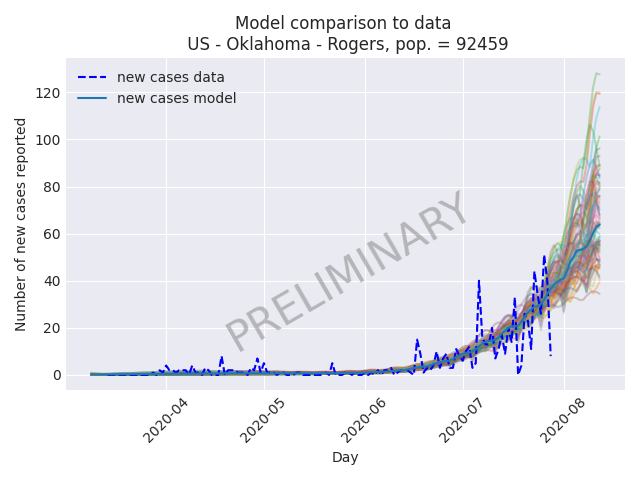 Model comparison to data
US - Oklahoma - Rogers, pop. = 92459
new cases data
new cases model
Number of new cases reported
120
100
80
60
40
20
0
PRELIMINARY
2020-04
2020-05
2020-06
2020-07
2020-08
Day